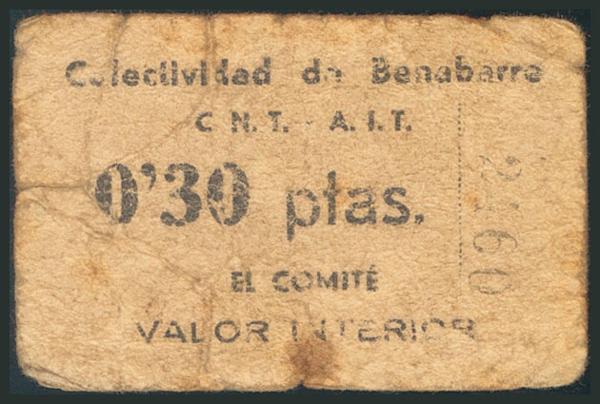 Colectividad de Benabarre
C.N.T. - A.I.T.
0'30 ptas.
EL COMITÉ
VALOR INTERIOR